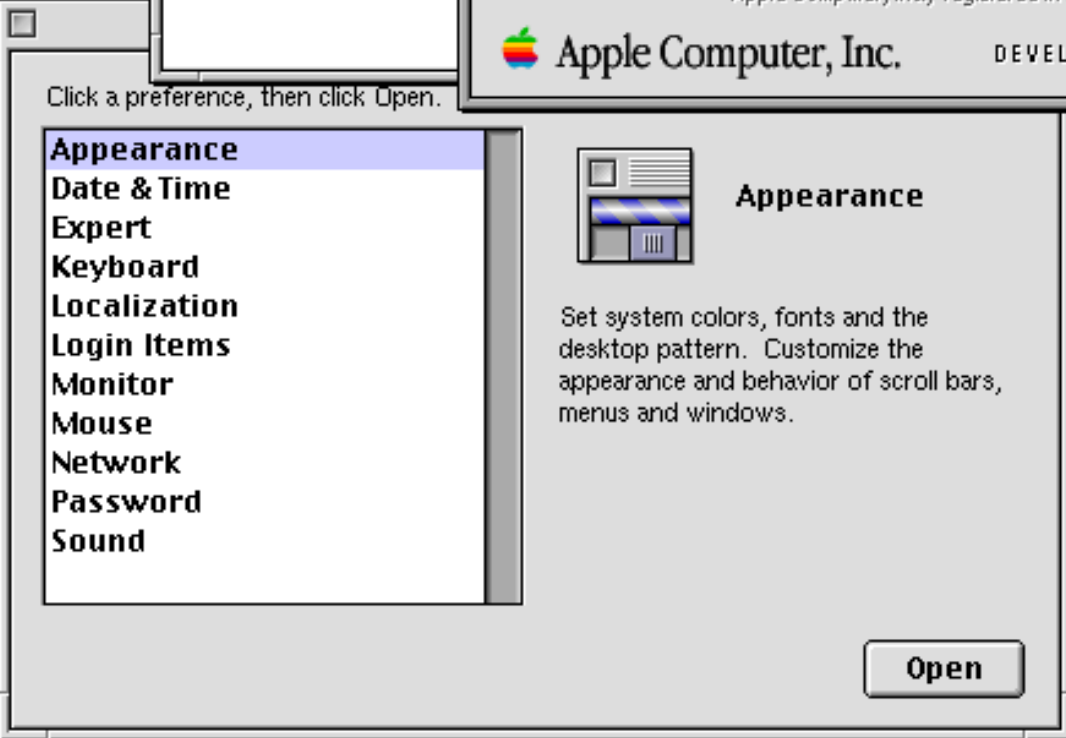 Apple Computer, Inc.
DEVEL
Click a preference, then click Open.
Appearance
Date & Time
Expert
Keyboard
Localization
Login Items
Monitor
Mouse
Network
Password
Sound
Appearance
Set system colors, fonts and the
desktop pattern. Customize the
appearance and behavior of scroll bars,
menus and windows.
Open